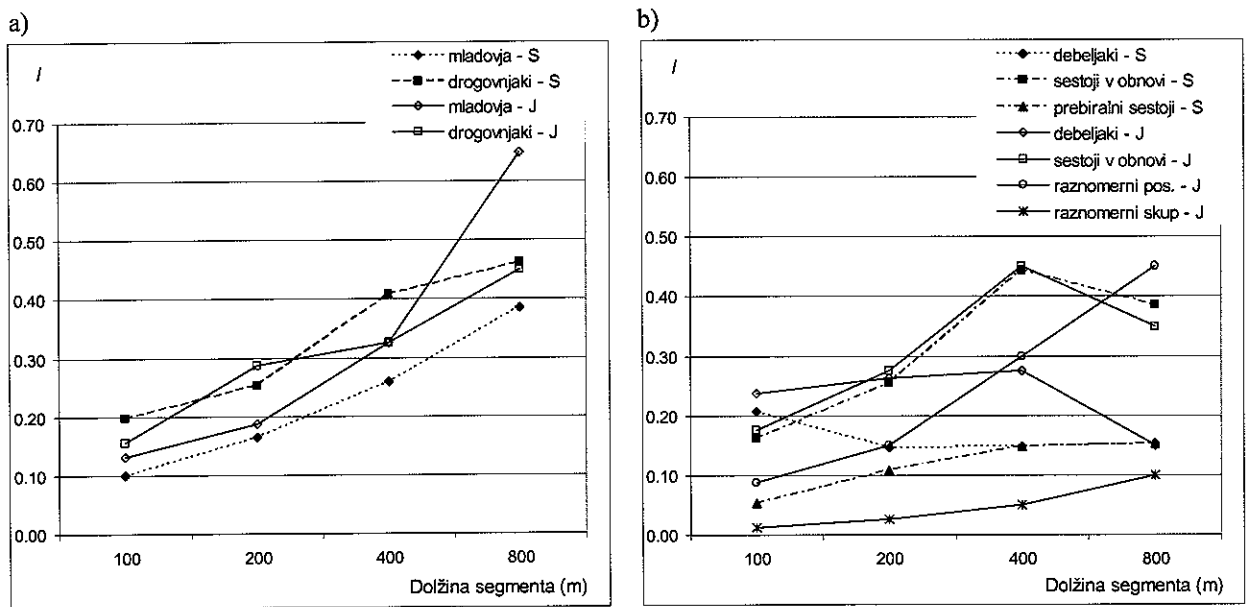 a)
I
mladovja - S
drogovnjaki - S
mladovja - J
drogovnjaki - J
0.70
0.60
0.50
0.40
0.30
0.20
0.10
0.00
100 200 400 800
Dolžina segmenta (m)
b)
I
debeljaki - S
sestoji v obnovi - S
prebiralni sestoji - S
debeljaki - J
sestoji v obnovi - J
raznomerni pos. - J
raznomerni skup - J
0.70
0.60
0.50
0.40
0.30
0.20
0.10
0.00
100 200 400 800
Dolžina segmenta (m)